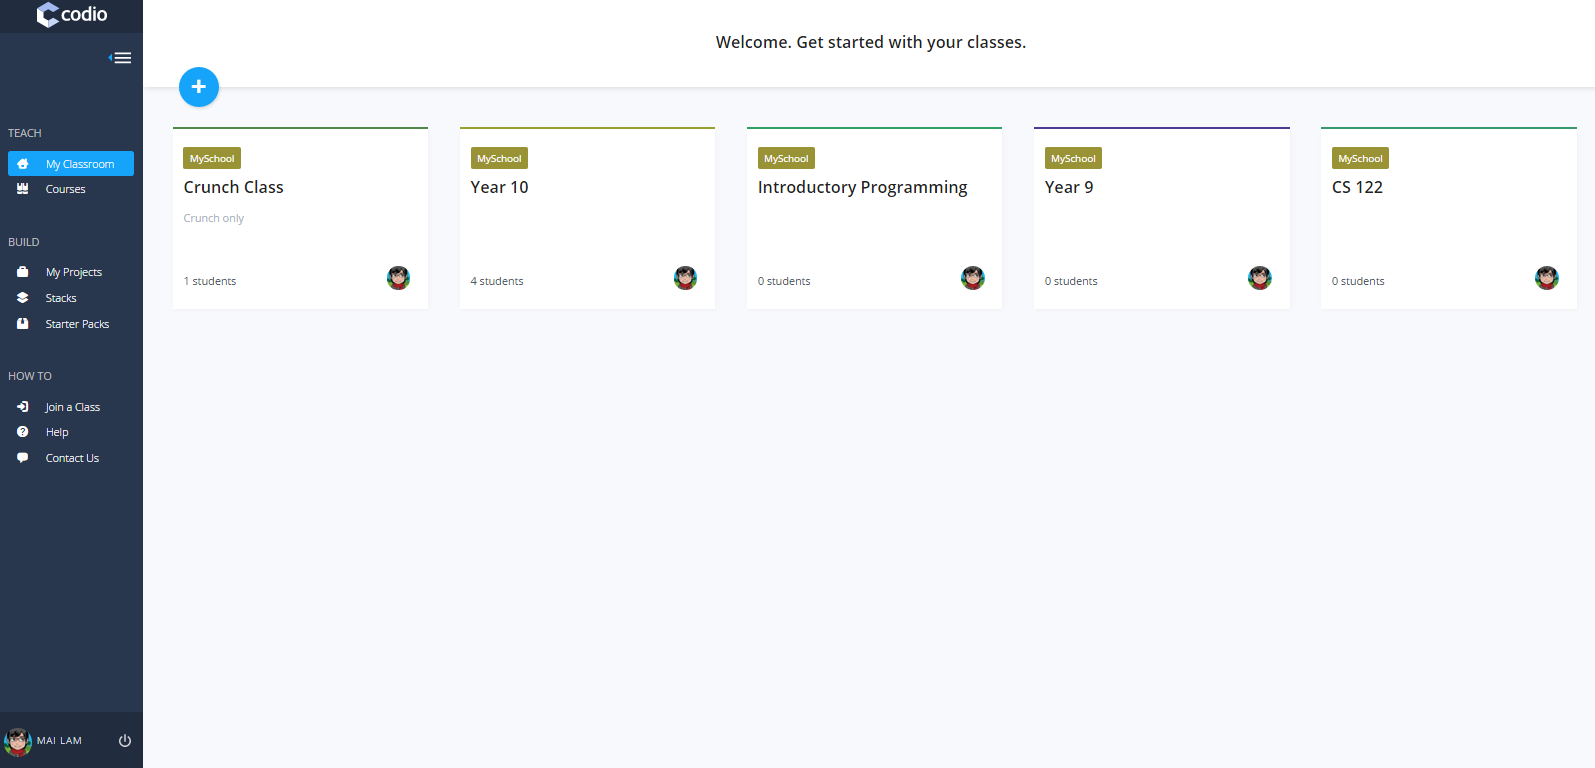 codio
Welcome. Get started with your classes.
TEACH
My Classroom
Courses
BUILD
My Projects
Stacks
Starter Packs
HOW TO
Join a Class
Help
Contact Us
MAI LAM
MySchool
Crunch Class
Crunch only
1 students
MySchool
Year 10
4 students
MySchool
Introductory Programming
0 students
MySchool
Year 9
0 students
MySchool
CS 122
0 students